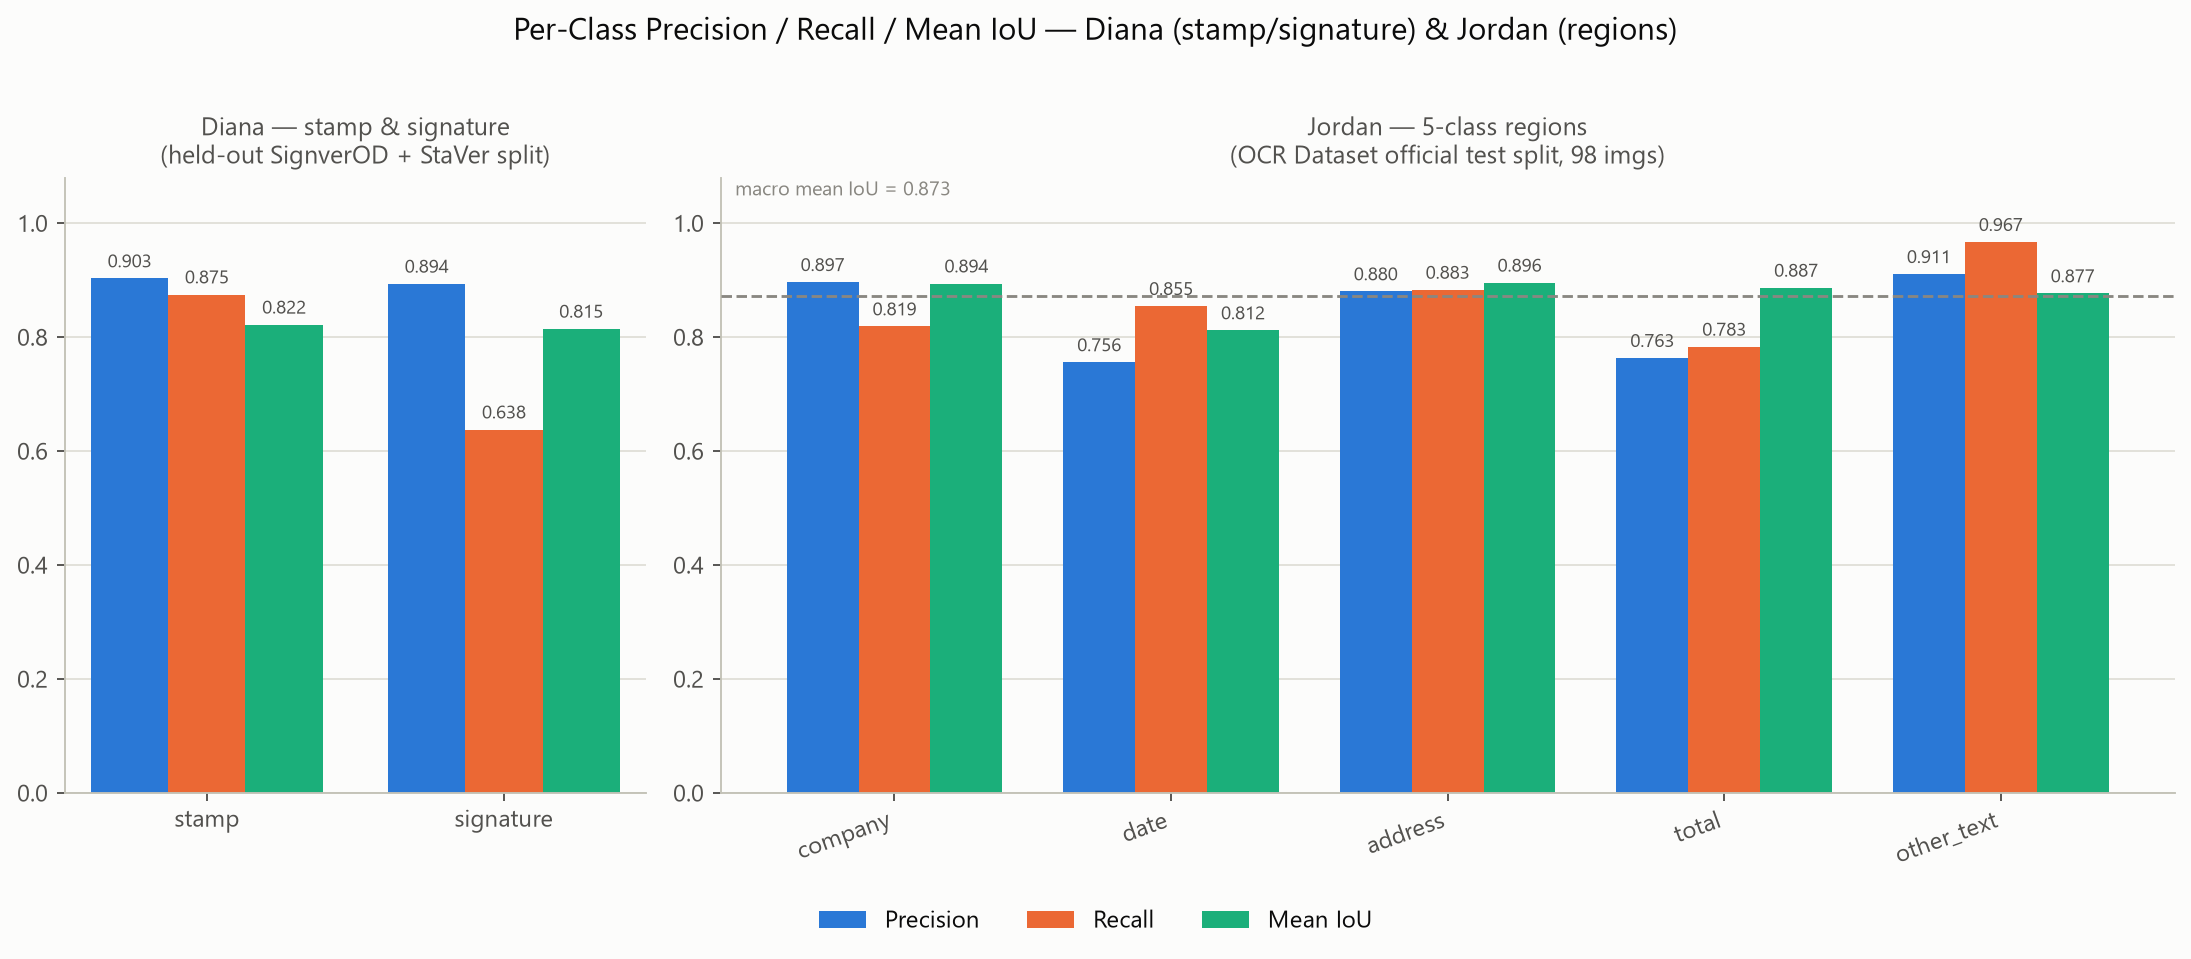 Per-Class Precision / Recall / Mean IoU — Diana (stamp/signature) & Jordan (regions)
Diana — stamp & signature
(held-out SignverOD + StaVer split)
1.0
0.8
0.6
0.4
0.2
0.0
0.903
0.875
0.822
0.894
0.638
0.815
stamp
signature
Jordan — 5-class regions
(OCR Dataset official test split, 98 imgs)
macro mean IoU = 0.873
1.0
0.8
0.6
0.4
0.2
0.0
0.897
0.819
0.894
0.756
0.855
0.812
0.880
0.883
0.896
0.763
0.783
0.887
0.911
0.967
0.877
company
date
address
total
other_text
Precision
Recall
Mean IoU